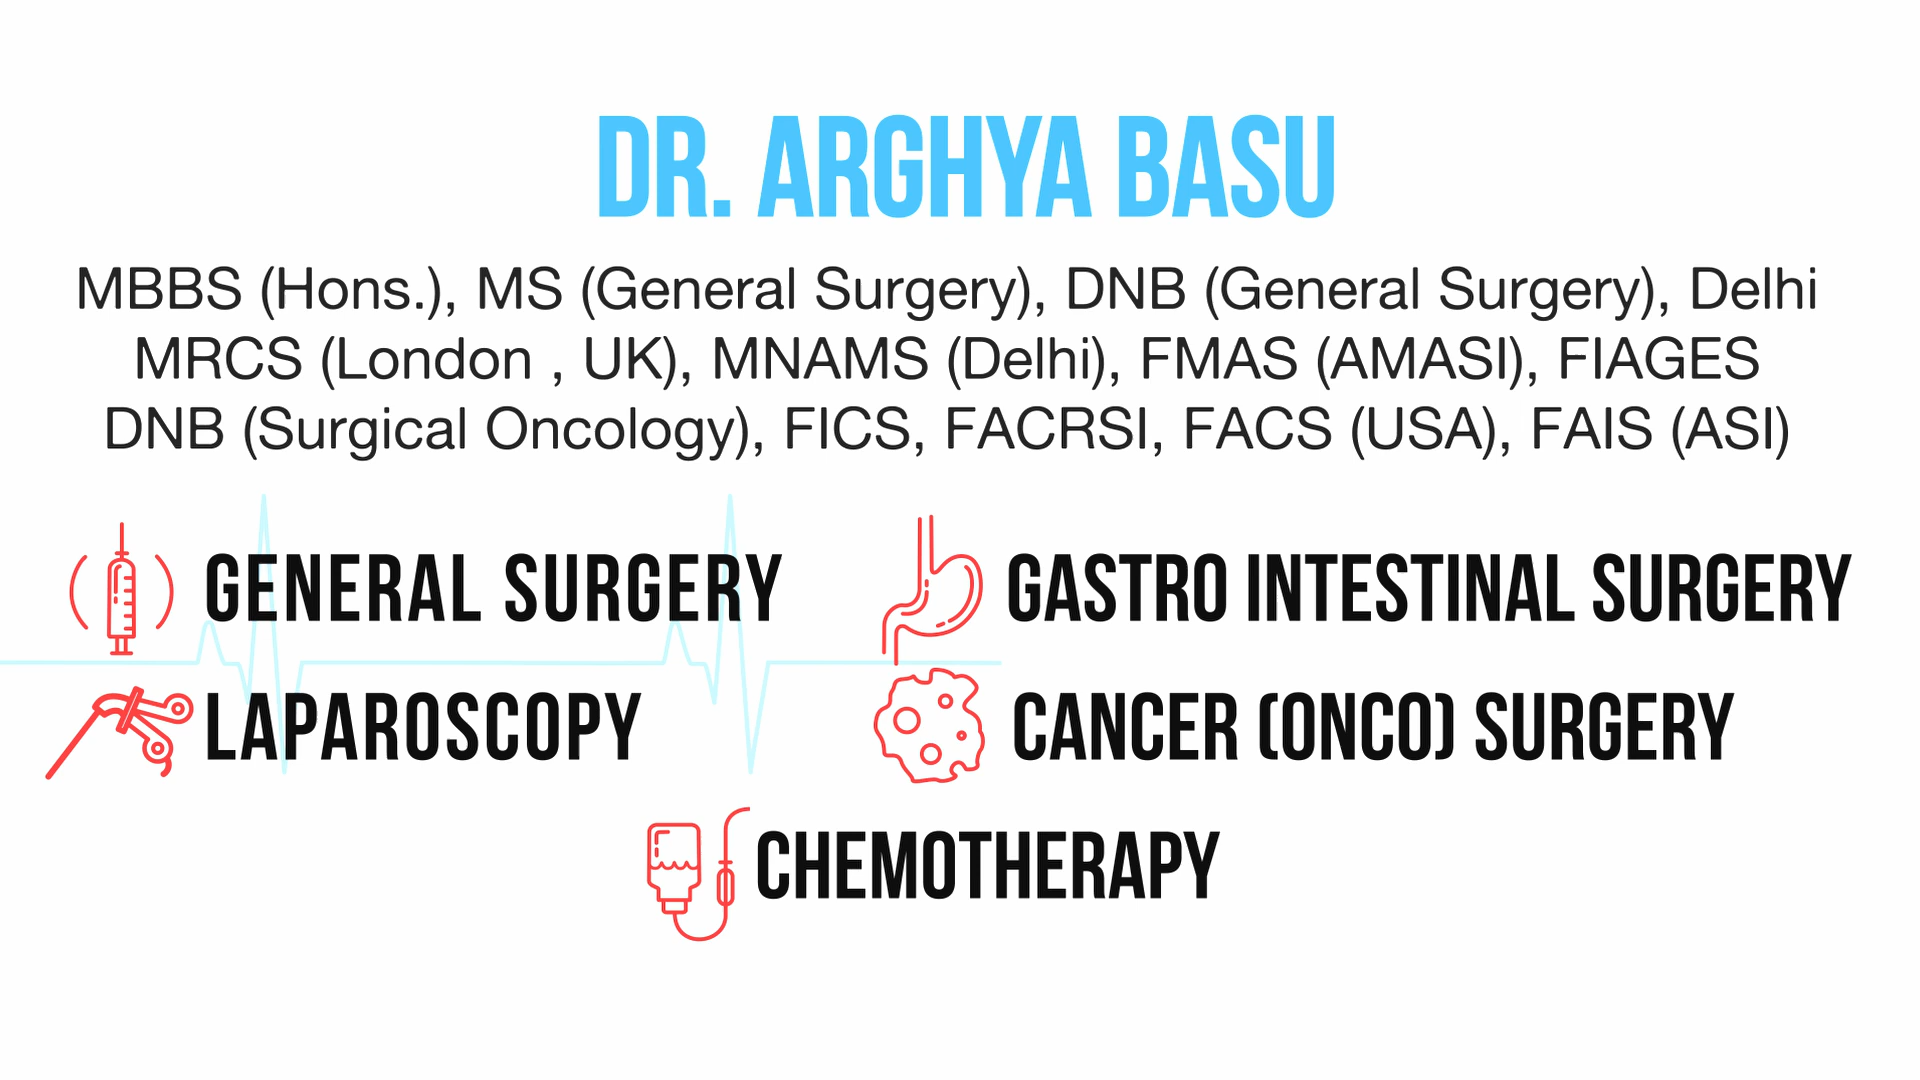 DR. ARGHYA BASU
MBBS (Hons.), MS (General Surgery), DNB (General Surgery), Delhi
MRCS (London , UK), MNAMS (Delhi), FMAS (AMASI), FIAGES
DNB (Surgical Oncology), FICS, FACRSI, FACS (USA), FAIS (ASI)
GENERAL SURGERY
GASTRO INTESTINAL SURGERY
LAPAROSCOPY
CANCER (ONCO) SURGERY
CHEMOTHERAPY